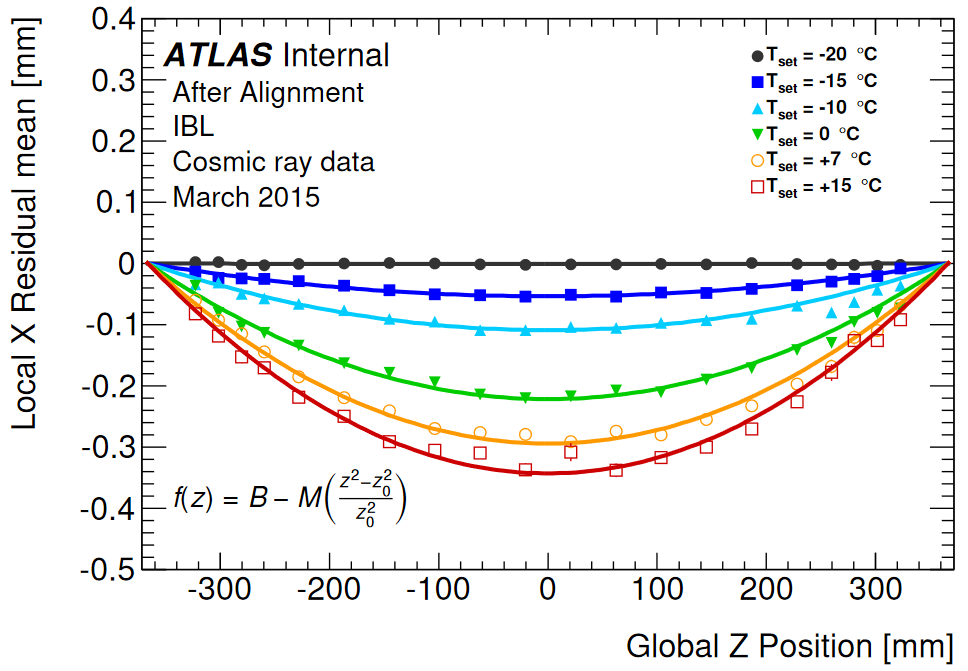 0.4
0.3
0.2
0.1
0
-0.1
-0.2
-0.3
-0.4
-0.5
Local X Residual mean [mm]
ATLAS Internal
After Alignment
IBL
Cosmic ray data
March 2015
T_set = -20 °C
T_set = -15 °C
T_set = -10 °C
T_set = 0 °C
T_set = +7 °C
T_set = +15 °C
f(z) = B − M((z²−z₀²)/z₀²)
-300 -200 -100 0 100 200 300
Global Z Position [mm]